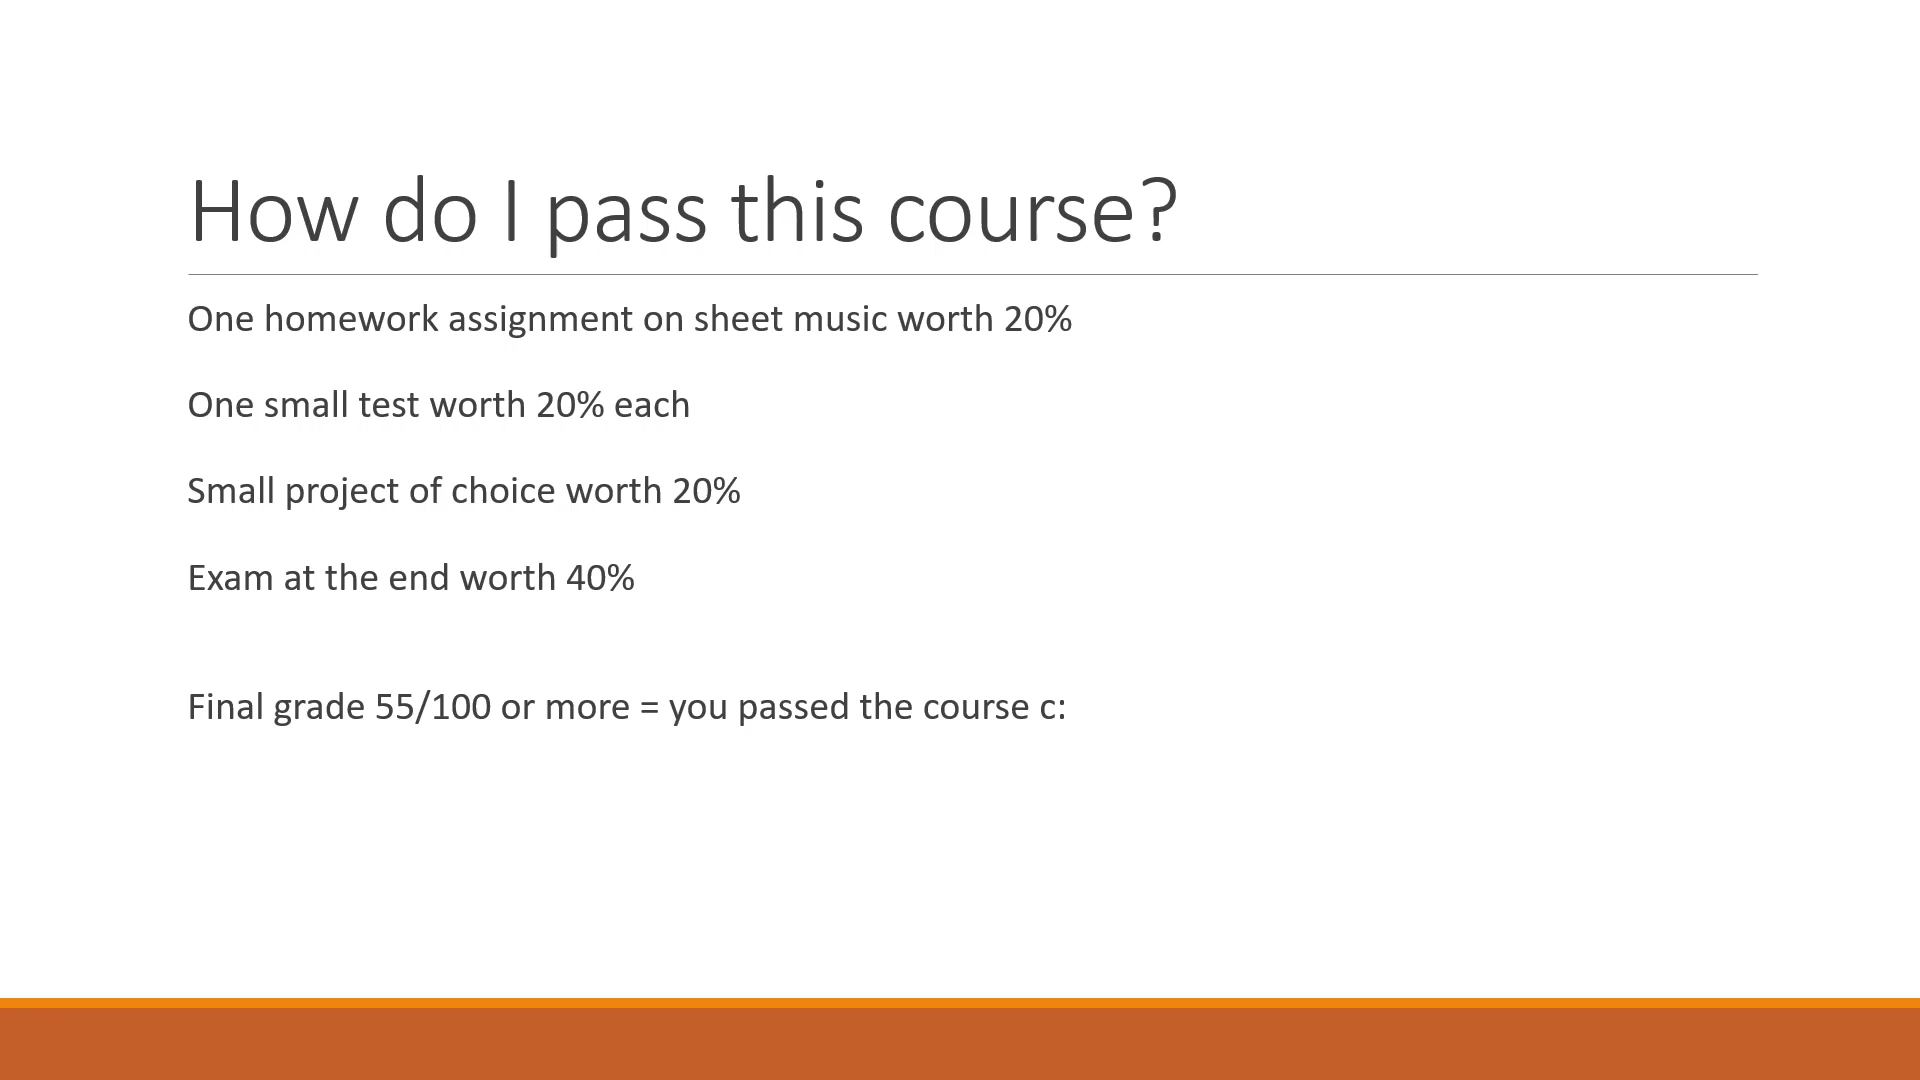 How do I pass this course?
One homework assignment on sheet music worth 20%
One small test worth 20% each
Small project of choice worth 20%
Exam at the end worth 40%
Final grade 55/100 or more = you passed the course c: